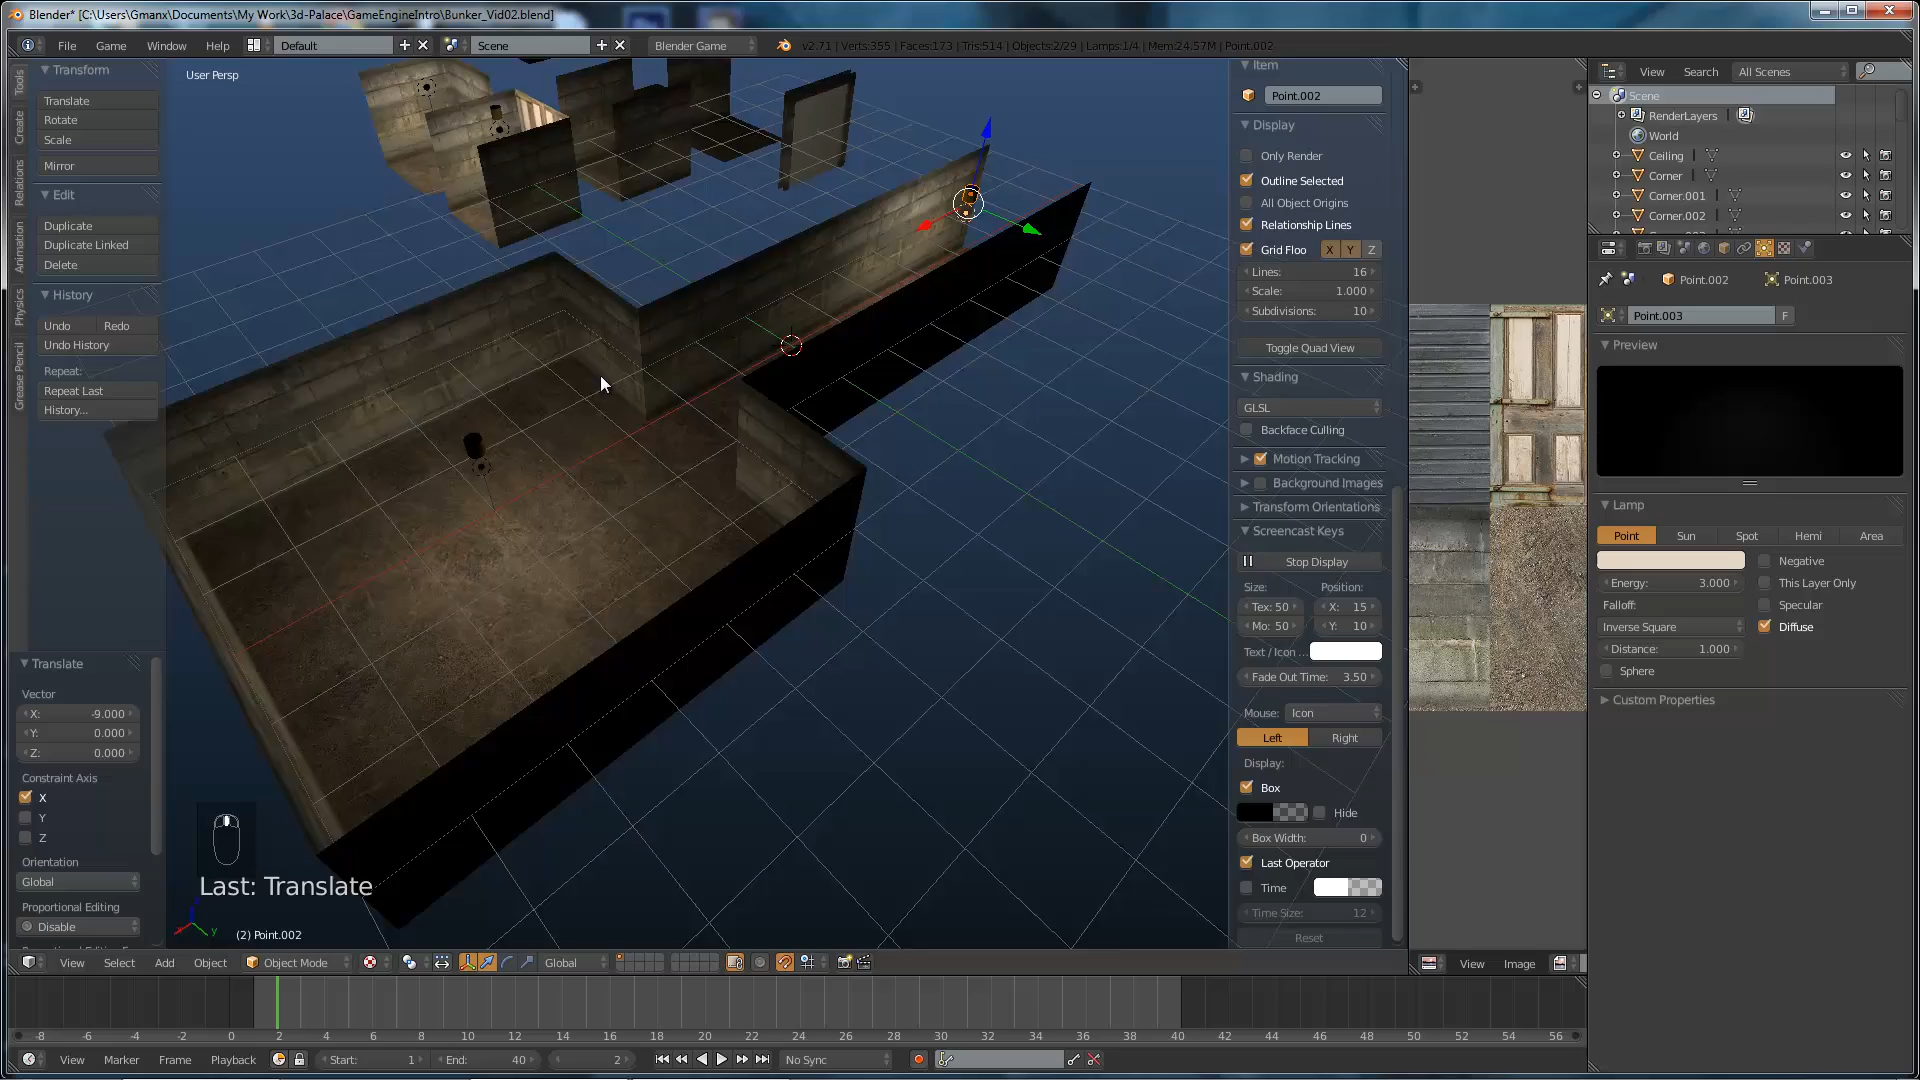 Blender* [C:\Users\Gmanx\Documents\My Work\3d-Palace\GameEngineIntro\Bunker_Vid02.blend]
File Game Window Help Default Scene Blender Game v2.71 | Verts:355 | Faces:173 | Tris:514 | Objects:2/29 | Lamps:1/4 | Mem:24.57M | Point.002
Tools
Create
Relations
Animation
Physics
Grease Pencil
Transform
Translate
Rotate
Scale
Mirror
Edit
Duplicate
Duplicate Linked
Delete
History
Undo Redo
Undo History
Repeat:
Repeat Last
History...
Translate
Vector
X: -9.000
Y: 0.000
Z: 0.000
Constraint Axis
X
Y
Z
Orientation
Global
Proportional Editing
Disable
User Persp
Last: Translate
y
(2) Point.002
Item
Point.002
Display
Only Render
Outline Selected
All Object Origins
Relationship Lines
Grid Floo X Y Z
Lines: 16
Scale: 1.000
Subdivisions: 10
Toggle Quad View
Shading
GLSL
Backface Culling
Motion Tracking
Background Images
Transform Orientations
Screencast Keys
Stop Display
Size: Position:
Tex: 50 X: 15
Mo: 50 Y: 10
Text / Icon ...
Fade Out Time: 3.50
Mouse: Icon
Left Right
Display:
Box
Hide
Box Width: 0
Last Operator
Time
Time Size: 12
Reset
View Search All Scenes
Scene
RenderLayers
World
Ceiling
Corner
Corner.001
Corner.002
Point.002 Point.003
Point.003 F
Preview
Lamp
Point Sun Spot Hemi Area
Negative
Energy: 3.000 This Layer Only
Falloff: Specular
Inverse Square Diffuse
Distance: 1.000
Sphere
Custom Properties
View Select Add Object Object Mode Global
View Image
-8 -6 -4 -2 0 2 4 6 8 10 12 14 16 18 20 22 24 26 28 30 32 34 36 38 40 42 44 46 48 50 52 54 56
View Marker Frame Playback Start: 1 End: 40 2 No Sync